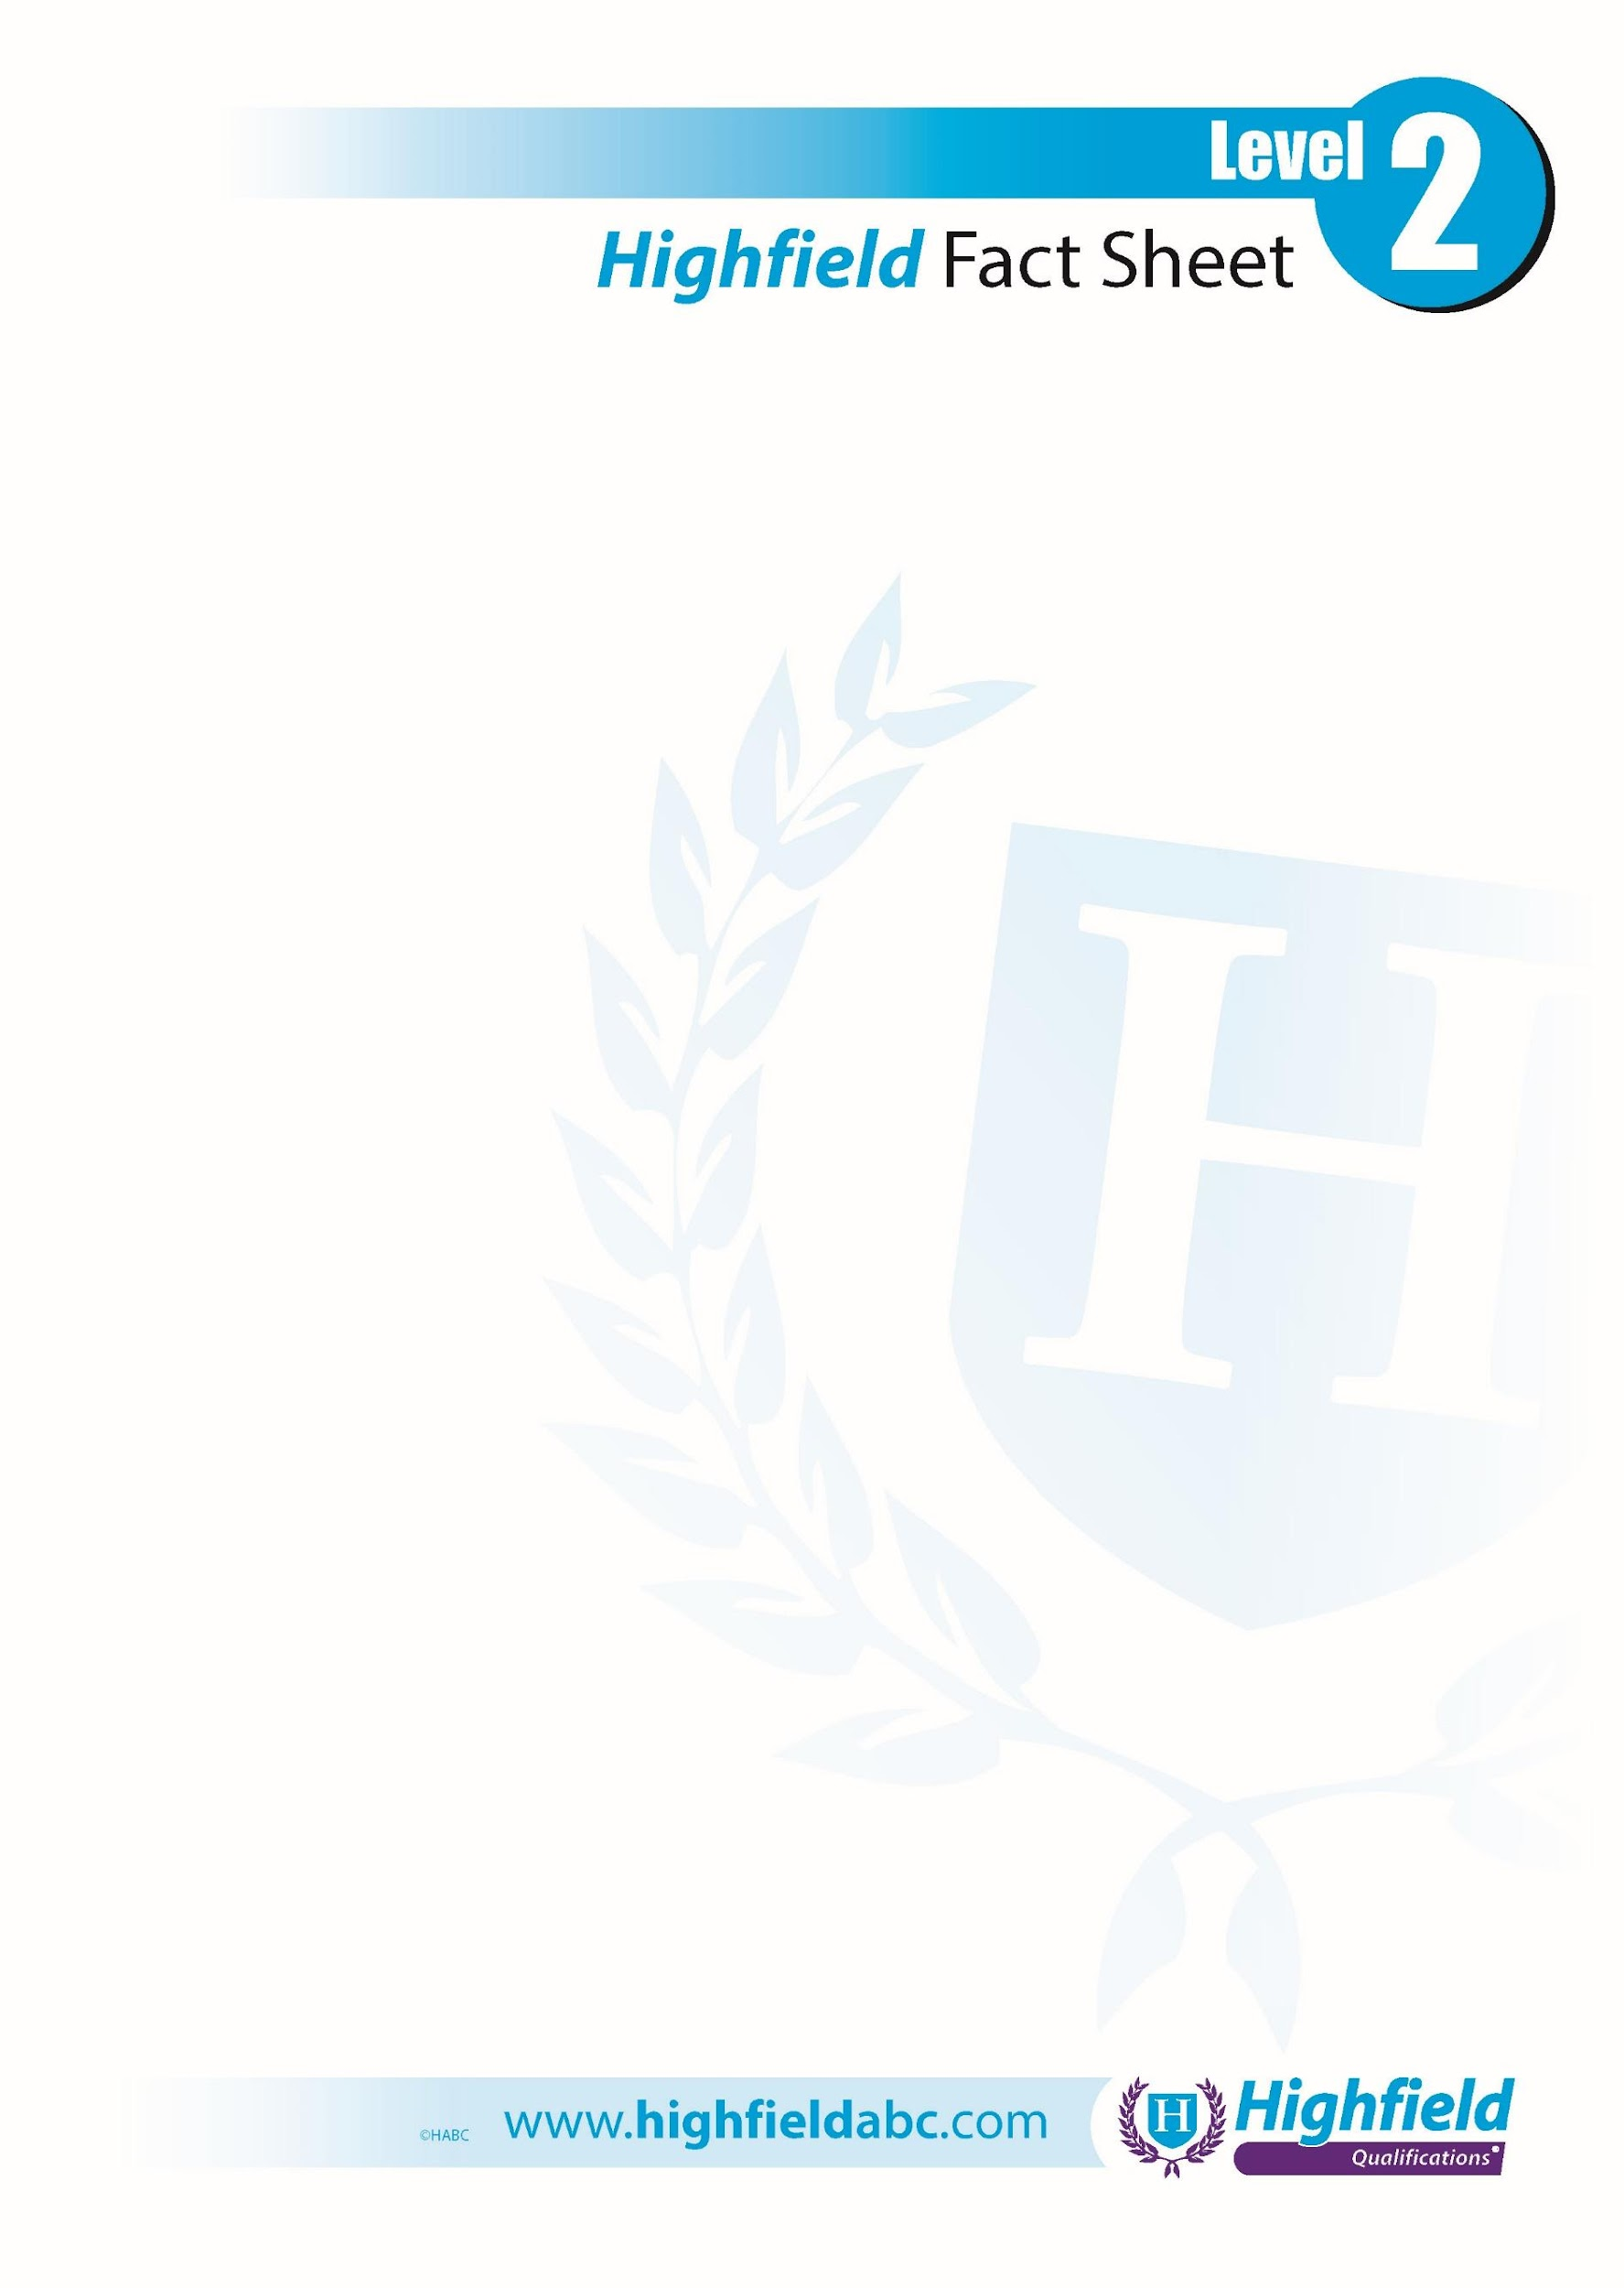 Level 2
Highfield Fact Sheet
H
©HABC
www.highfieldabc.com
H
Highfield
Qualifications®